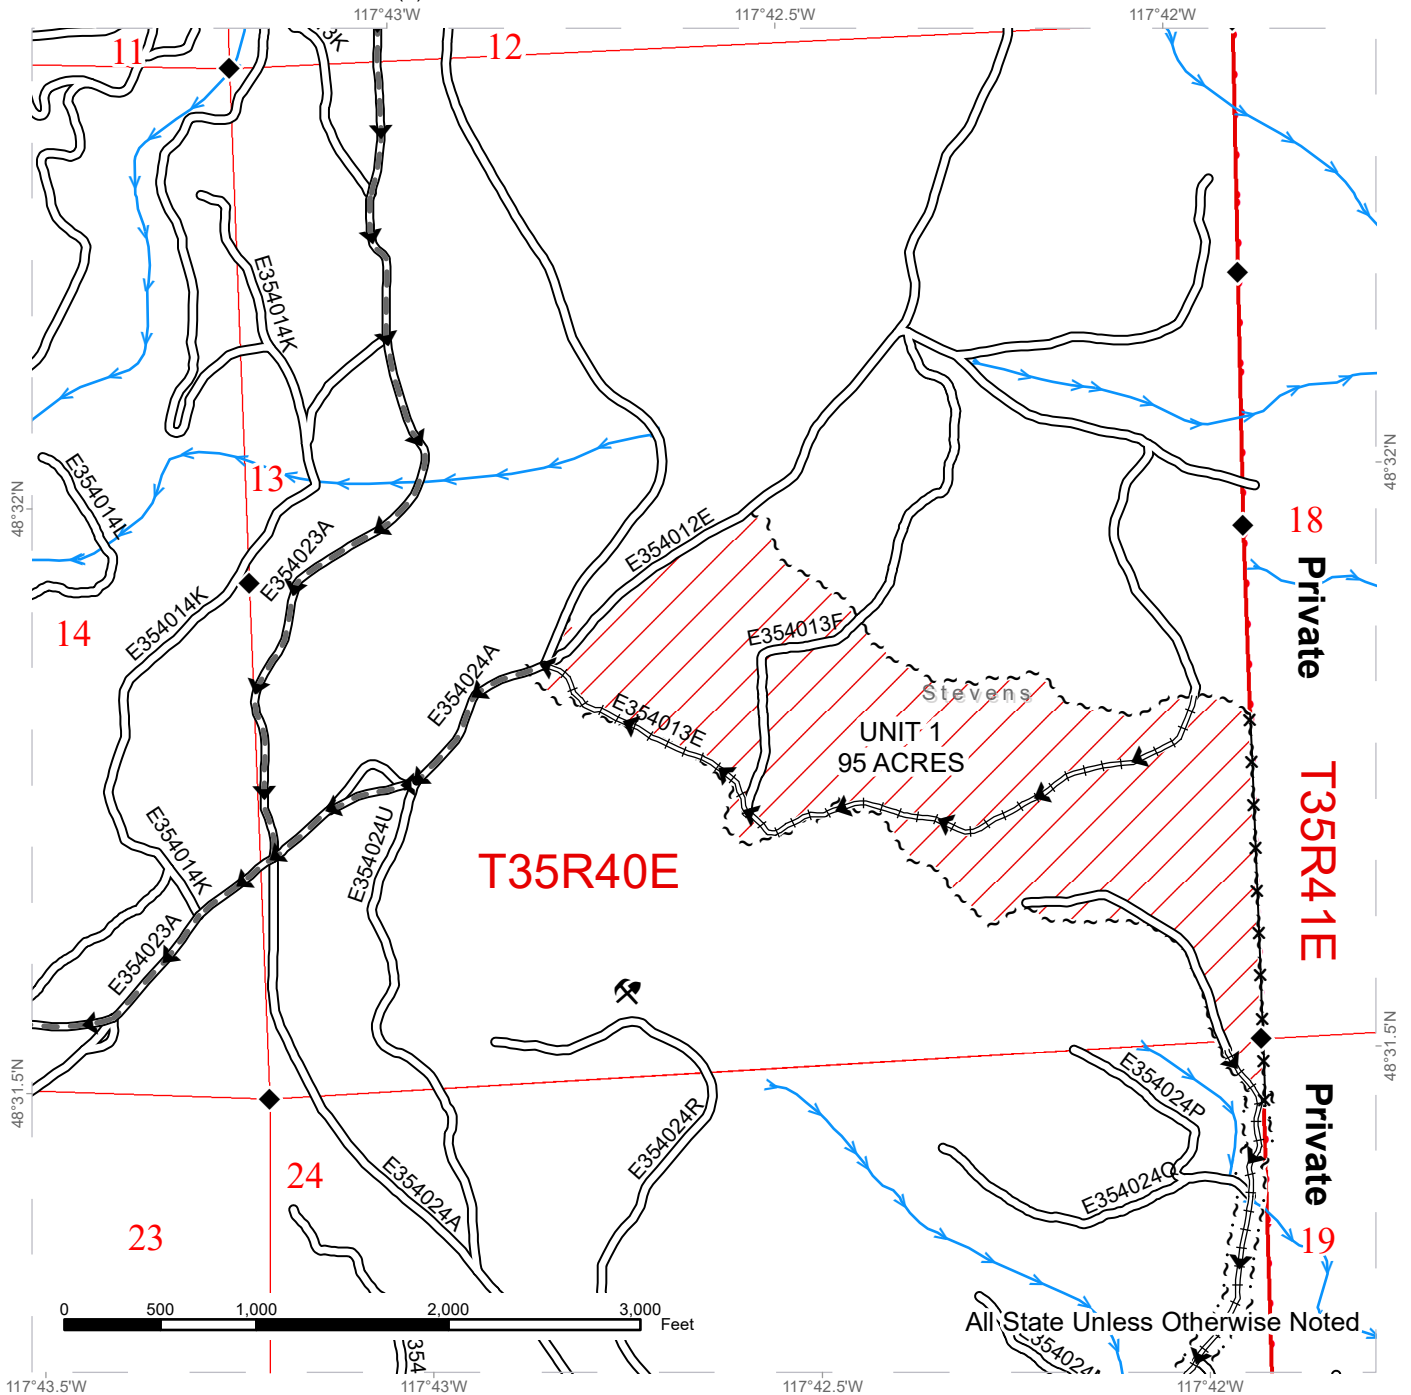 117°43'W
117°42.5'W
117°42'W
11
12
3K
E354014K
E354014L
13
E354023A
E354012E
18
48°32'N
48°32'N
Private
14
E354014K
E354013F
E354024A
Stevens
E354013E
UNIT 1
95 ACRES
T35R41E
E354014K
E354024U
T35R40E
E354023A
48°31.5'N
48°31.5'N
E354024P
Private
E354024R
24
E354024A
E354024Q
23
19
0 500 1,000 2,000 3,000
Feet
All State Unless Otherwise Noted
354
117°43.5'W
117°43'W
117°42.5'W
117°42'W